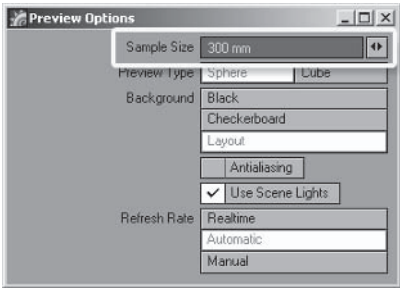 Preview Options
Sample Size 300 mm
Preview Type Sphere Cube
Background Black
Checkerboard
Layout
Antialiasing
Use Scene Lights
Refresh Rate Realtime
Automatic
Manual